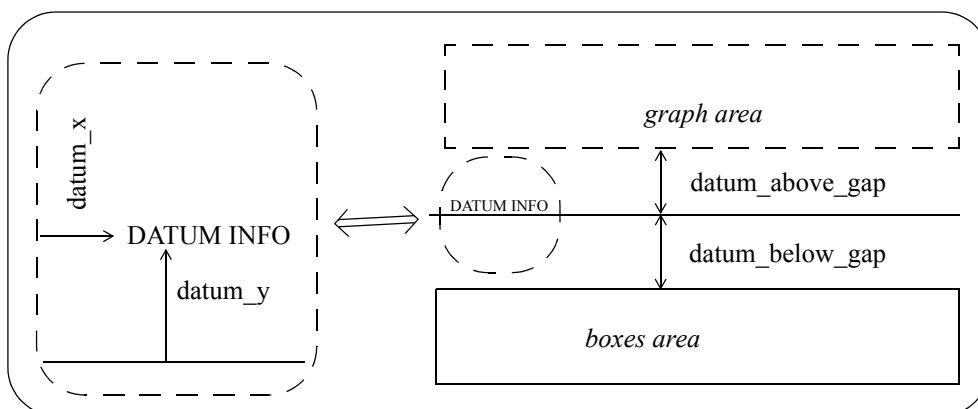 datum_x
DATUM INFO
datum_y
graph area
datum_above_gap
DATUM INFO
datum_below_gap
boxes area